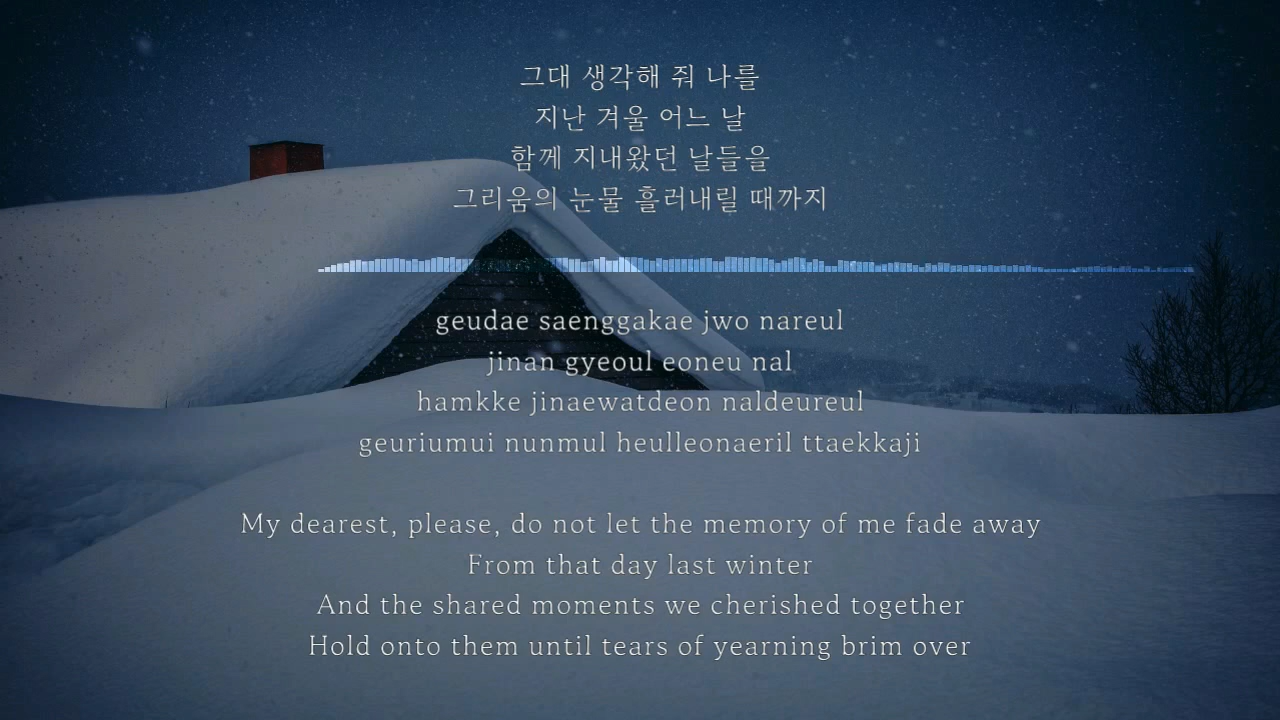 그대 생각해 줘 나를
지난 겨울 어느 날
함께 지내왔던 날들을
그리움의 눈물 흘러내릴 때까지
geudae saenggakae jwo nareul
jinan gyeoul eoneu nal
hamkke jinaewatdeon naldeureul
geuriumui nunmul heulleonaeril ttaekkaji
My dearest, please, do not let the memory of me fade away
From that day last winter
And the shared moments we cherished together
Hold onto them until tears of yearning brim over